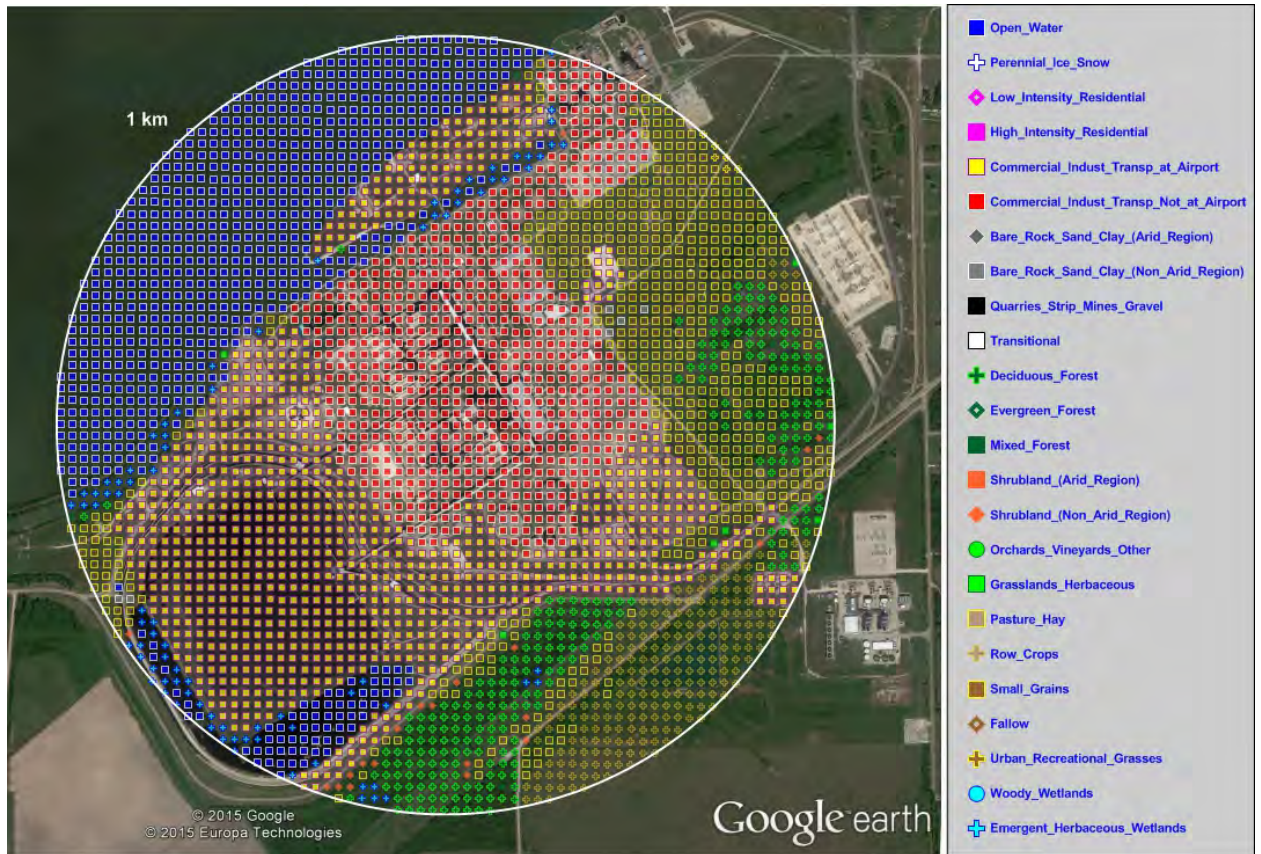 1 km
© 2015 Google
© 2015 Europa Technologies
Google earth
Open_Water
Perennial_Ice_Snow
Low_Intensity_Residential
High_Intensity_Residential
Commercial_Indust_Transp_at_Airport
Commercial_Indust_Transp_Not_at_Airport
Bare_Rock_Sand_Clay_(Arid_Region)
Bare_Rock_Sand_Clay_(Non_Arid_Region)
Quarries_Strip_Mines_Gravel
Transitional
Deciduous_Forest
Evergreen_Forest
Mixed_Forest
Shrubland_(Arid_Region)
Shrubland_(Non_Arid_Region)
Orchards_Vineyards_Other
Grasslands_Herbaceous
Pasture_Hay
Row_Crops
Small_Grains
Fallow
Urban_Recreational_Grasses
Woody_Wetlands
Emergent_Herbaceous_Wetlands